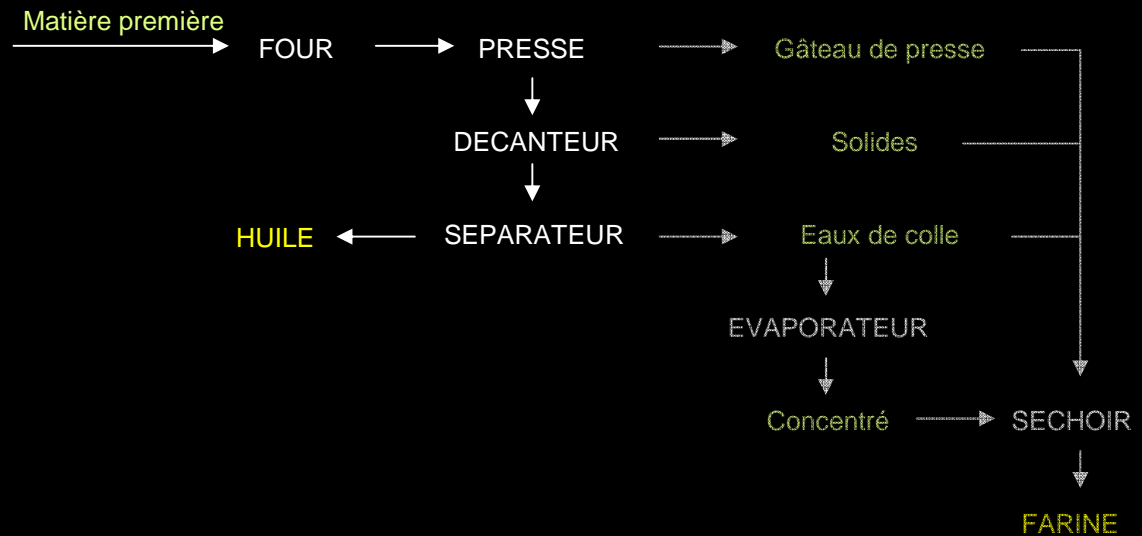 Matière première
FOUR PRESSE Gâteau de presse
DECANTEUR Solides
HUILE SEPARATEUR Eaux de colle
EVAPORATEUR
Concentré SECHOIR
FARINE